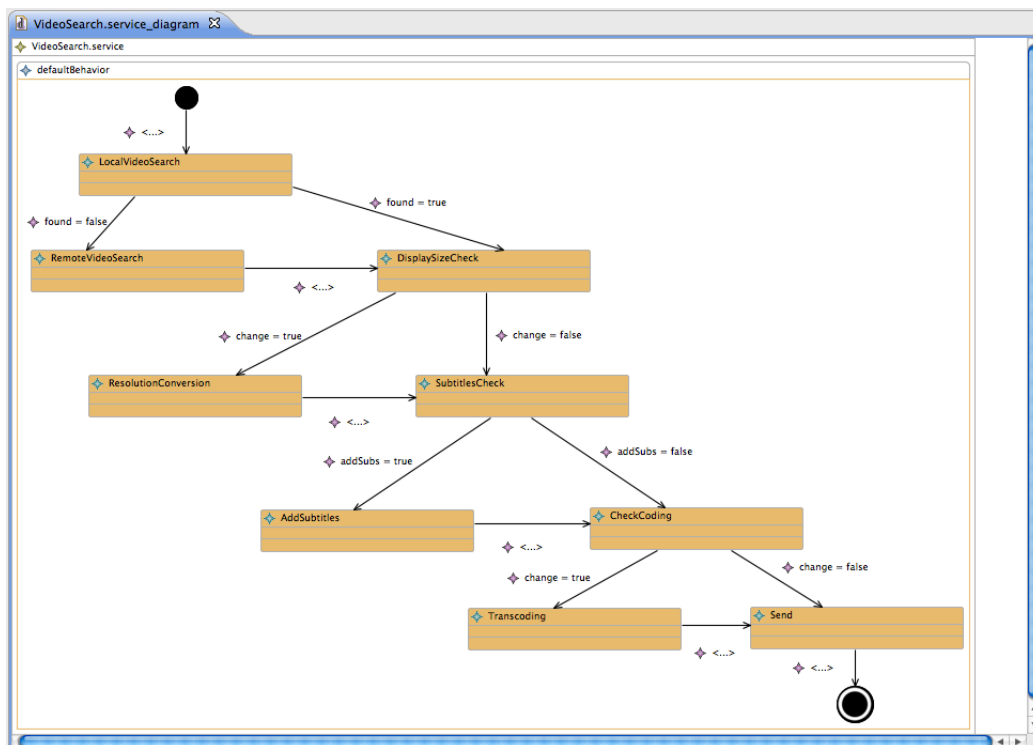 VideoSearch.service_diagram
VideoSearch.service
defaultBehavior
<...>
LocalVideoSearch
found = true
found = false
RemoteVideoSearch
DisplaySizeCheck
<...>
change = true
change = false
ResolutionConversion
SubtitlesCheck
<...>
addSubs = true
addSubs = false
AddSubtitles
CheckCoding
<...>
change = true
change = false
Transcoding
Send
<...>
<...>